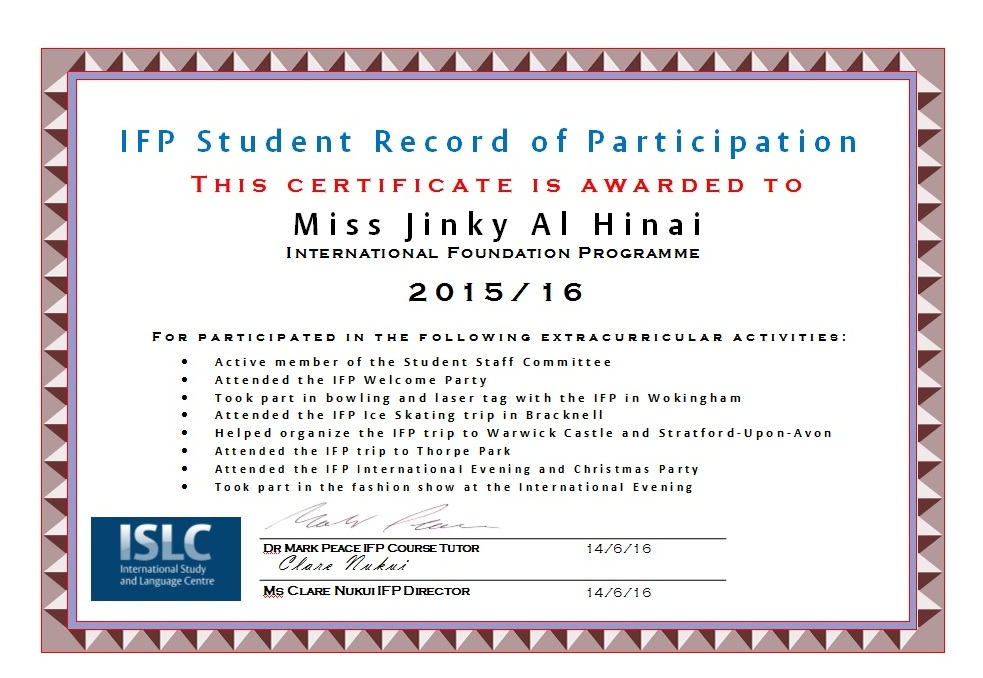 IFP Student Record of Participation
THIS CERTIFICATE IS AWARDED TO
Miss Jinky Al Hinai
INTERNATIONAL FOUNDATION PROGRAMME
2015/16
FOR PARTICIPATED IN THE FOLLOWING EXTRACURRICULAR ACTIVITIES:
• Active member of the Student Staff Committee
• Attended the IFP Welcome Party
• Took part in bowling and laser tag with the IFP in Wokingham
• Attended the IFP Ice Skating trip in Bracknell
• Helped organize the IFP trip to Warwick Castle and Stratford-Upon-Avon
• Attended the IFP trip to Thorpe Park
• Attended the IFP International Evening and Christmas Party
• Took part in the fashion show at the International Evening
Mark Peace
DR MARK PEACE IFP COURSE TUTOR 14/6/16
Clare Nukui
MS CLARE NUKUI IFP DIRECTOR 14/6/16
ISLC
International Study
and Language Centre